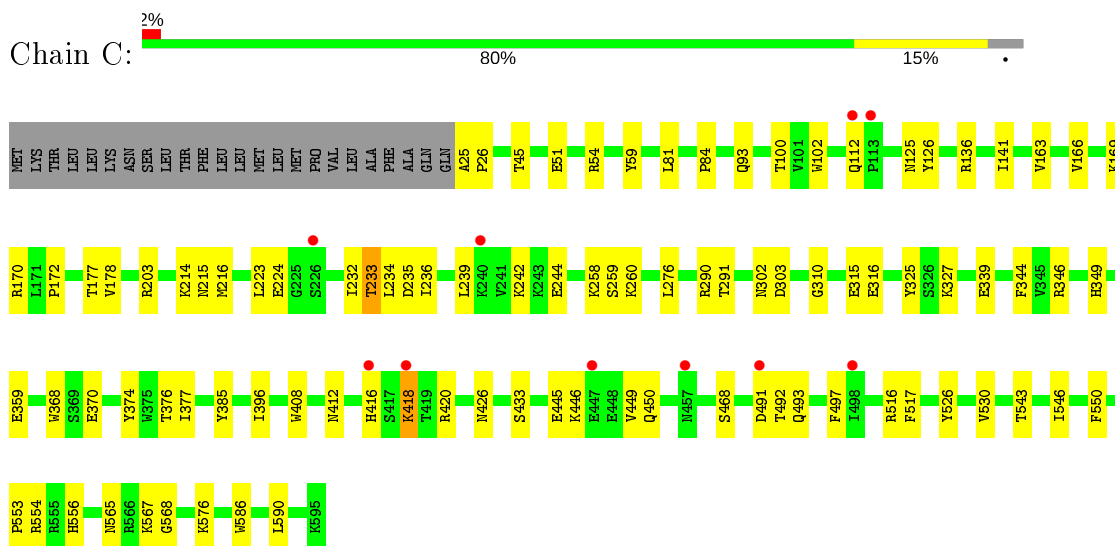 2%
Chain C:
80% 15% •
MET LYS THR LEU LEU LYS ASN SER LEU THR PHE LEU LEU MET LEU MET PRO VAL LEU ALA PHE ALA GLN GLN A25 P26 T45 E51 R54 Y59 L81 P84 Q93 T100 V101 W102 Q112 P113 N125 Y126 R136 I141 V163 V166 K169
R170 L171 P172 T177 V178 R203 K214 N215 M216 L223 E224 G225 S226 I232 T233 L234 D235 I236 L239 K240 V241 K242 K243 E244 K258 S259 K260 L276 R290 T291 N302 D303 G310 E315 E316 Y325 S326 K327 E339 F344 V345 R346 H349
E359 W368 S369 E370 Y374 W375 T376 I377 Y385 I396 W408 N412 H416 S417 K418 T419 R420 N426 S433 E445 K446 E447 E448 V449 Q450 N457 S468 D491 T492 Q493 F497 I498 R516 F517 Y526 V530 T543 I546 F550
P553 R554 R555 H556 N565 R566 K567 G568 K576 W586 L590 K595